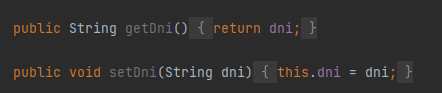 public String getDni() { return dni; }
public void setDni(String dni) { this.dni = dni; }